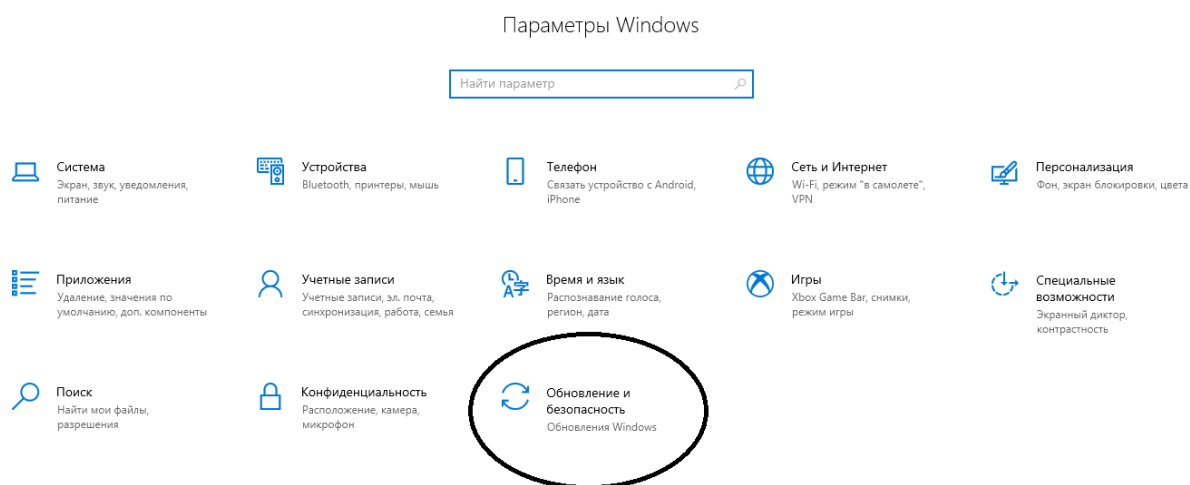 Параметры Windows
Найти параметр
Система
Экран, звук, уведомления,
питание
Устройства
Bluetooth, принтеры, мышь
Телефон
Связать устройство с Android,
iPhone
Сеть и Интернет
Wi-Fi, режим "в самолете",
VPN
Персонализация
Фон, экран блокировки, цвета
Приложения
Удаление, значения по
умолчанию, доп. компоненты
Учетные записи
Учетные записи, эл. почта,
синхронизация, работа, семья
Время и язык
Распознавание голоса,
регион, дата
Игры
Xbox Game Bar, снимки,
режим игры
Специальные
возможности
Экранный диктор,
контрастность
Поиск
Найти мои файлы,
разрешения
Конфиденциальность
Расположение, камера,
микрофон
Обновление и
безопасность
Обновления Windows